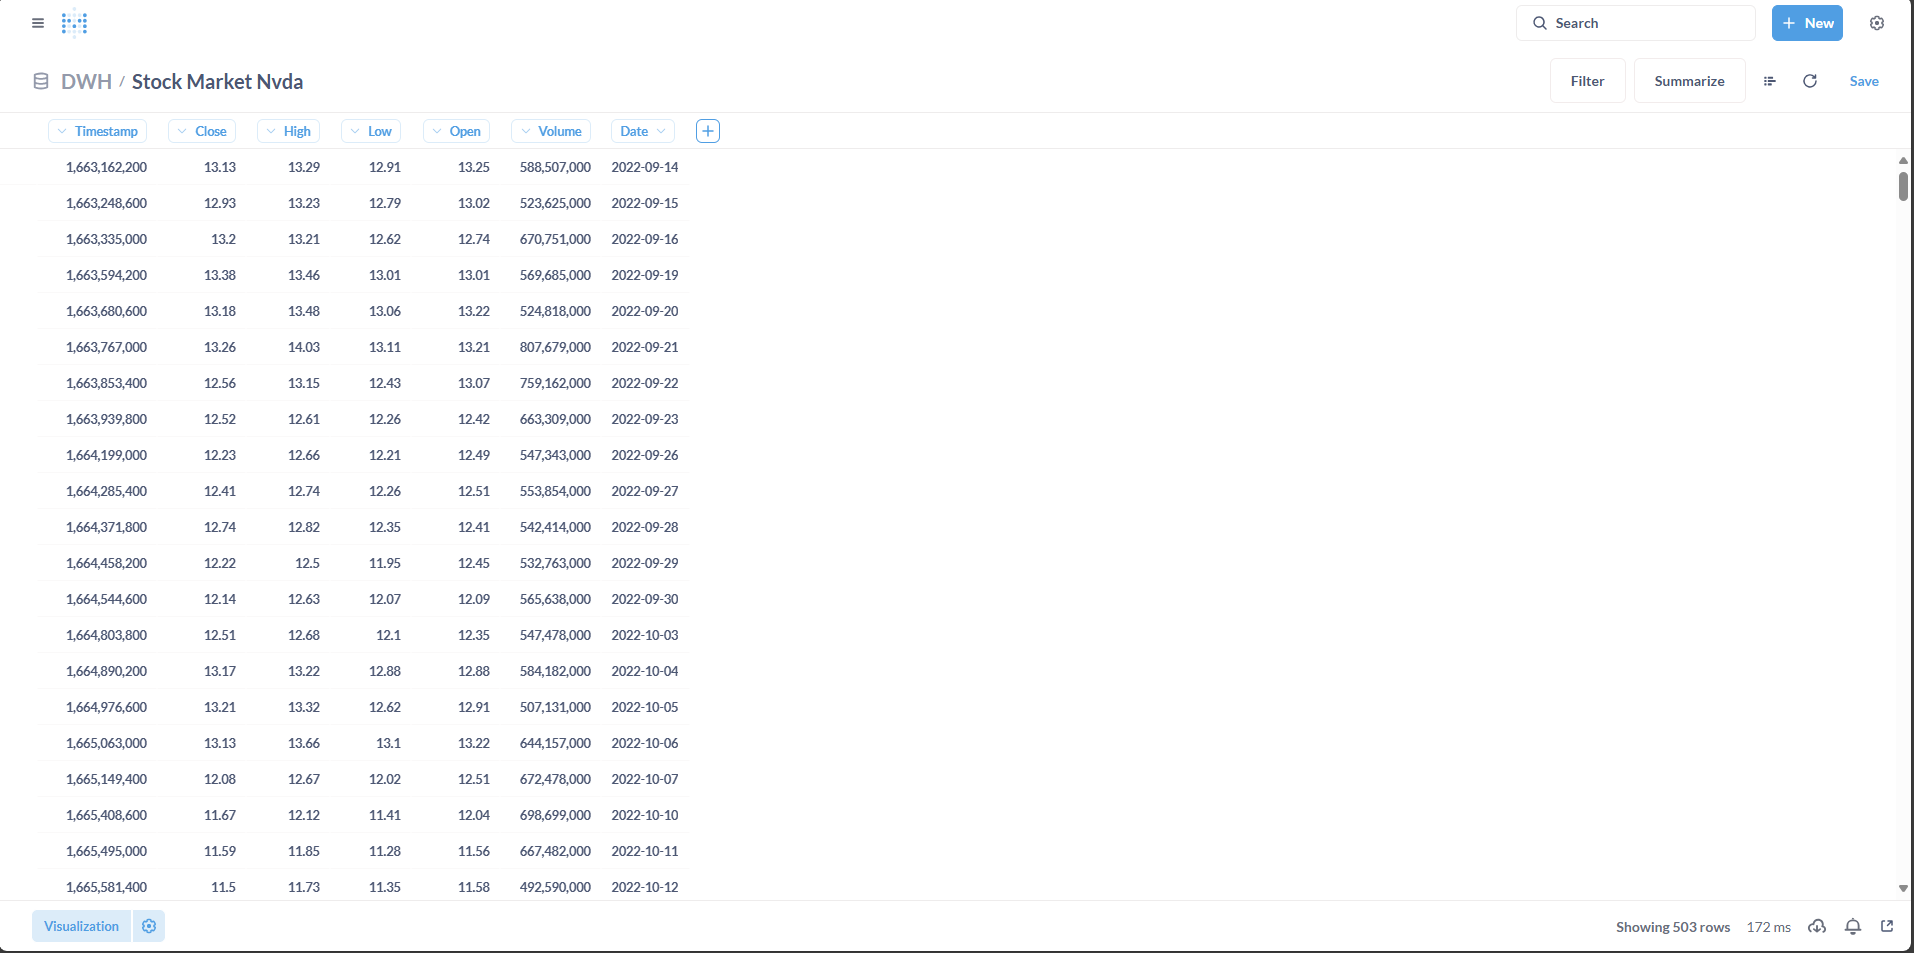 Search
+ New
DWH / Stock Market Nvda
Filter Summarize Save
Timestamp Close High Low Open Volume Date +
1,663,162,200 13.13 13.29 12.91 13.25 588,507,000 2022-09-14
1,663,248,600 12.93 13.23 12.79 13.02 523,625,000 2022-09-15
1,663,335,000 13.2 13.21 12.62 12.74 670,751,000 2022-09-16
1,663,594,200 13.38 13.46 13.01 13.01 569,685,000 2022-09-19
1,663,680,600 13.18 13.48 13.06 13.22 524,818,000 2022-09-20
1,663,767,000 13.26 14.03 13.11 13.21 807,679,000 2022-09-21
1,663,853,400 12.56 13.15 12.43 13.07 759,162,000 2022-09-22
1,663,939,800 12.52 12.61 12.26 12.42 663,309,000 2022-09-23
1,664,199,000 12.23 12.66 12.21 12.49 547,343,000 2022-09-26
1,664,285,400 12.41 12.74 12.26 12.51 553,854,000 2022-09-27
1,664,371,800 12.74 12.82 12.35 12.41 542,414,000 2022-09-28
1,664,458,200 12.22 12.5 11.95 12.45 532,763,000 2022-09-29
1,664,544,600 12.14 12.63 12.07 12.09 565,638,000 2022-09-30
1,664,803,800 12.51 12.68 12.1 12.35 547,478,000 2022-10-03
1,664,890,200 13.17 13.22 12.88 12.88 584,182,000 2022-10-04
1,664,976,600 13.21 13.32 12.62 12.91 507,131,000 2022-10-05
1,665,063,000 13.13 13.66 13.1 13.22 644,157,000 2022-10-06
1,665,149,400 12.08 12.67 12.02 12.51 672,478,000 2022-10-07
1,665,408,600 11.67 12.12 11.41 12.04 698,699,000 2022-10-10
1,665,495,000 11.59 11.85 11.28 11.56 667,482,000 2022-10-11
1,665,581,400 11.5 11.73 11.35 11.58 492,590,000 2022-10-12
Visualization Showing 503 rows 172 ms